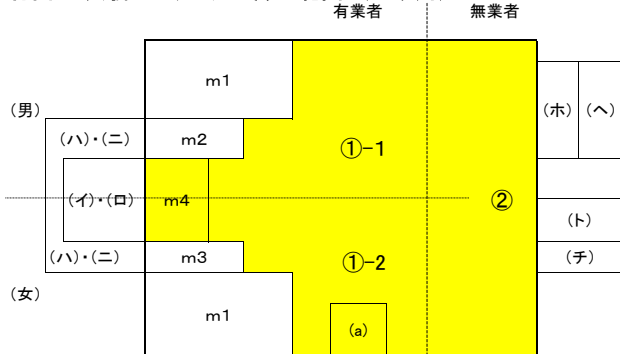 有業者 無業者
m1
(男) (ホ) (ヘ)
(ハ)・(ニ) m2
①-1
(イ)・(ロ) m4 ②
(ト)
(ハ)・(ニ) m3 ①-2 (チ)
(女)
m1
(a)